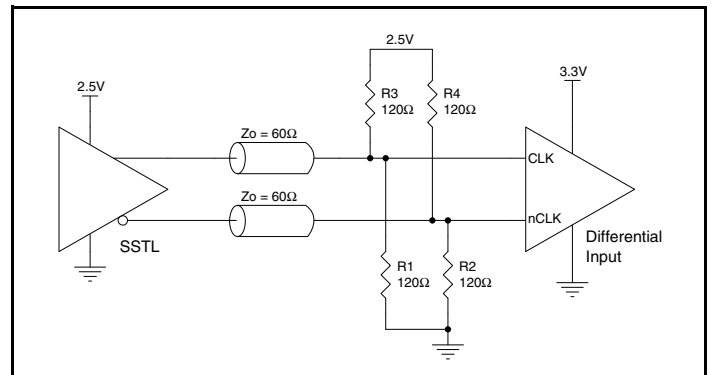 2.5V
3.3V
2.5V
R3
120Ω
R4
120Ω
Zo = 60Ω
CLK
Zo = 60Ω
nCLK
SSTL
Differential
Input
R1
120Ω
R2
120Ω